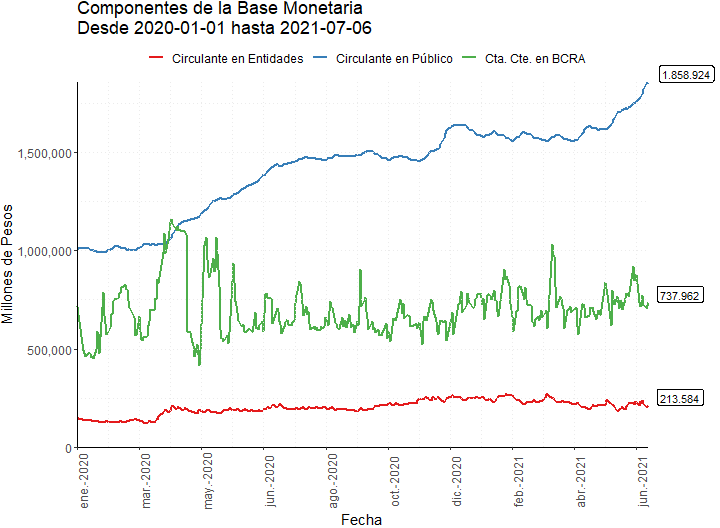 Componentes de la Base Monetaria
Desde 2020-01-01 hasta 2021-07-06
Circulante en Entidades Circulante en Público Cta. Cte. en BCRA
1.858.924
1,500,000
1,000,000
737.962
500,000
213.584
0
Millones de Pesos
ene.-2020 mar.-2020 may.-2020 jun.-2020 ago.-2020 oct.-2020 dic.-2020 feb.-2021 abr.-2021 jun.-2021
Fecha